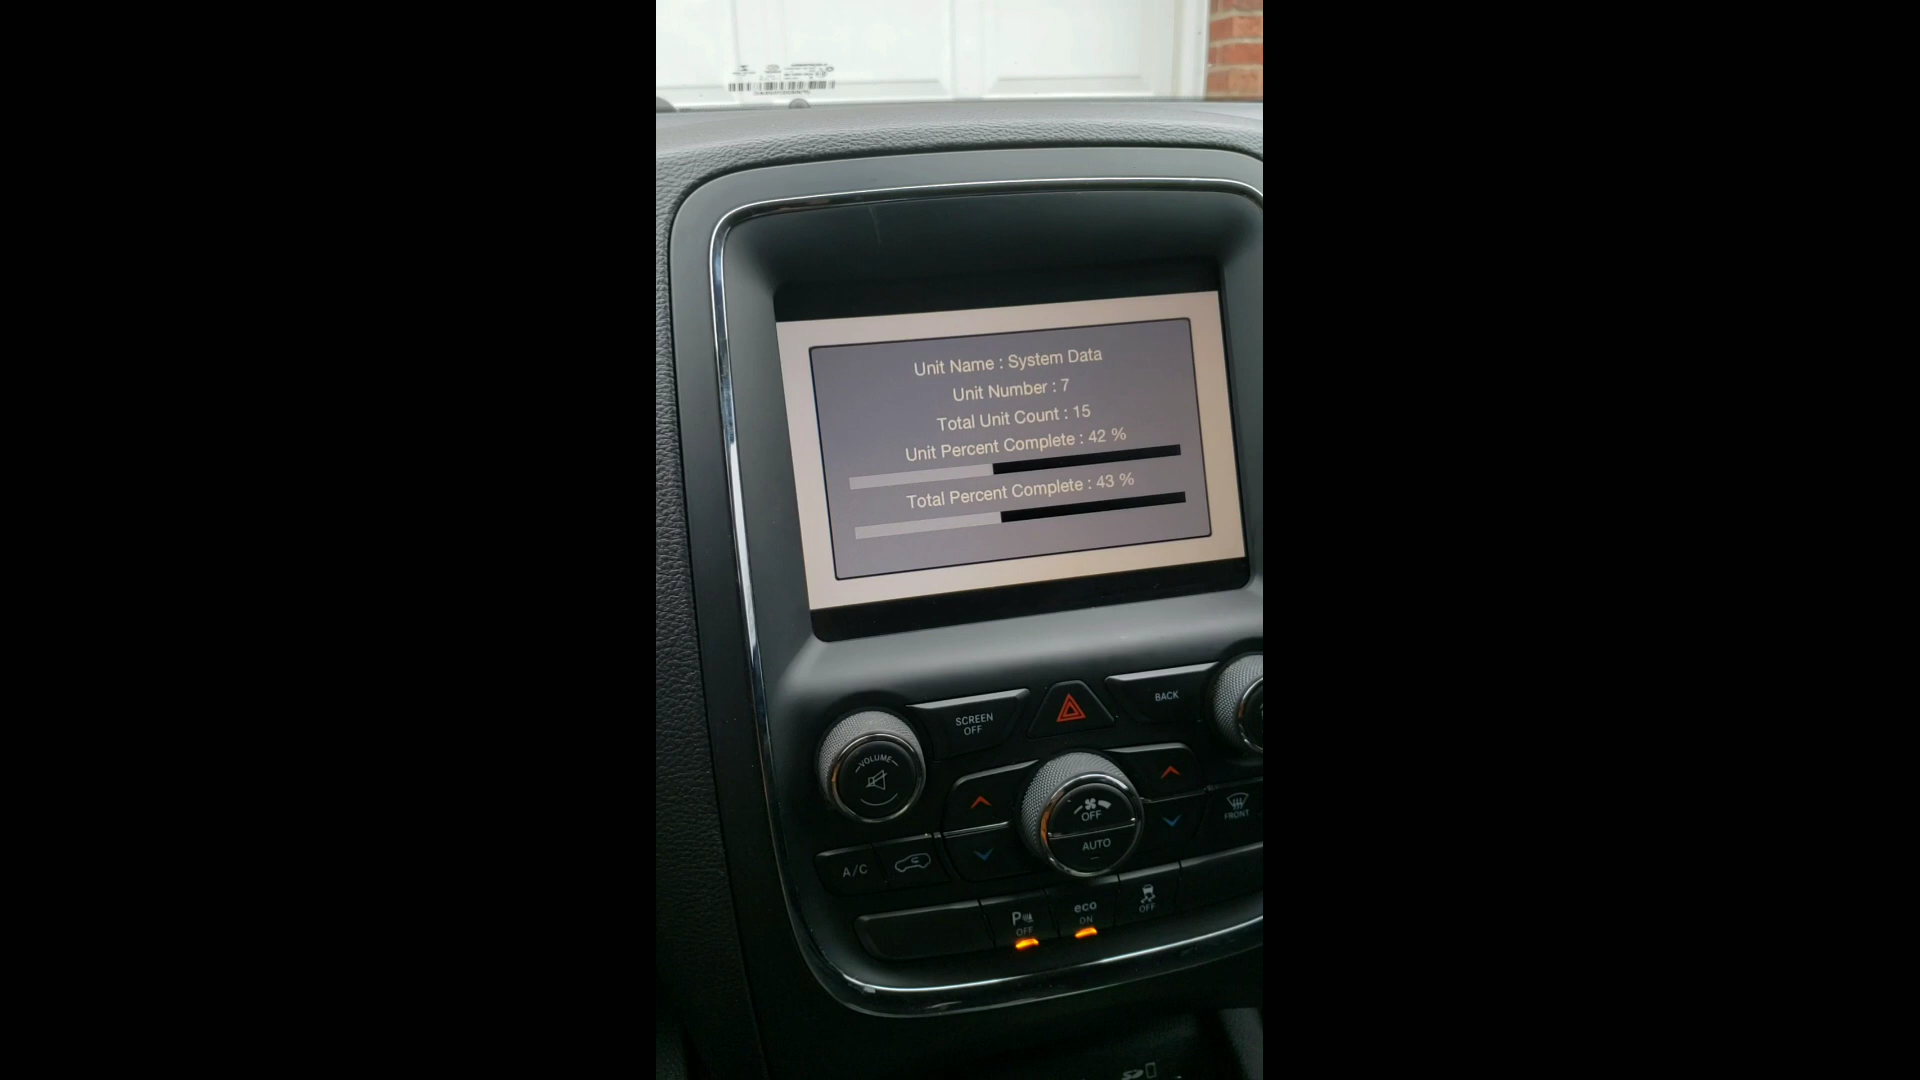 Unit Name : System Data
Unit Number : 7
Total Unit Count : 15
Unit Percent Complete : 42 %
Total Percent Complete : 43 %
SCREEN
OFF
BACK
VOLUME
OFF
AUTO
FRONT
A/C
P
OFF
eco
ON
OFF